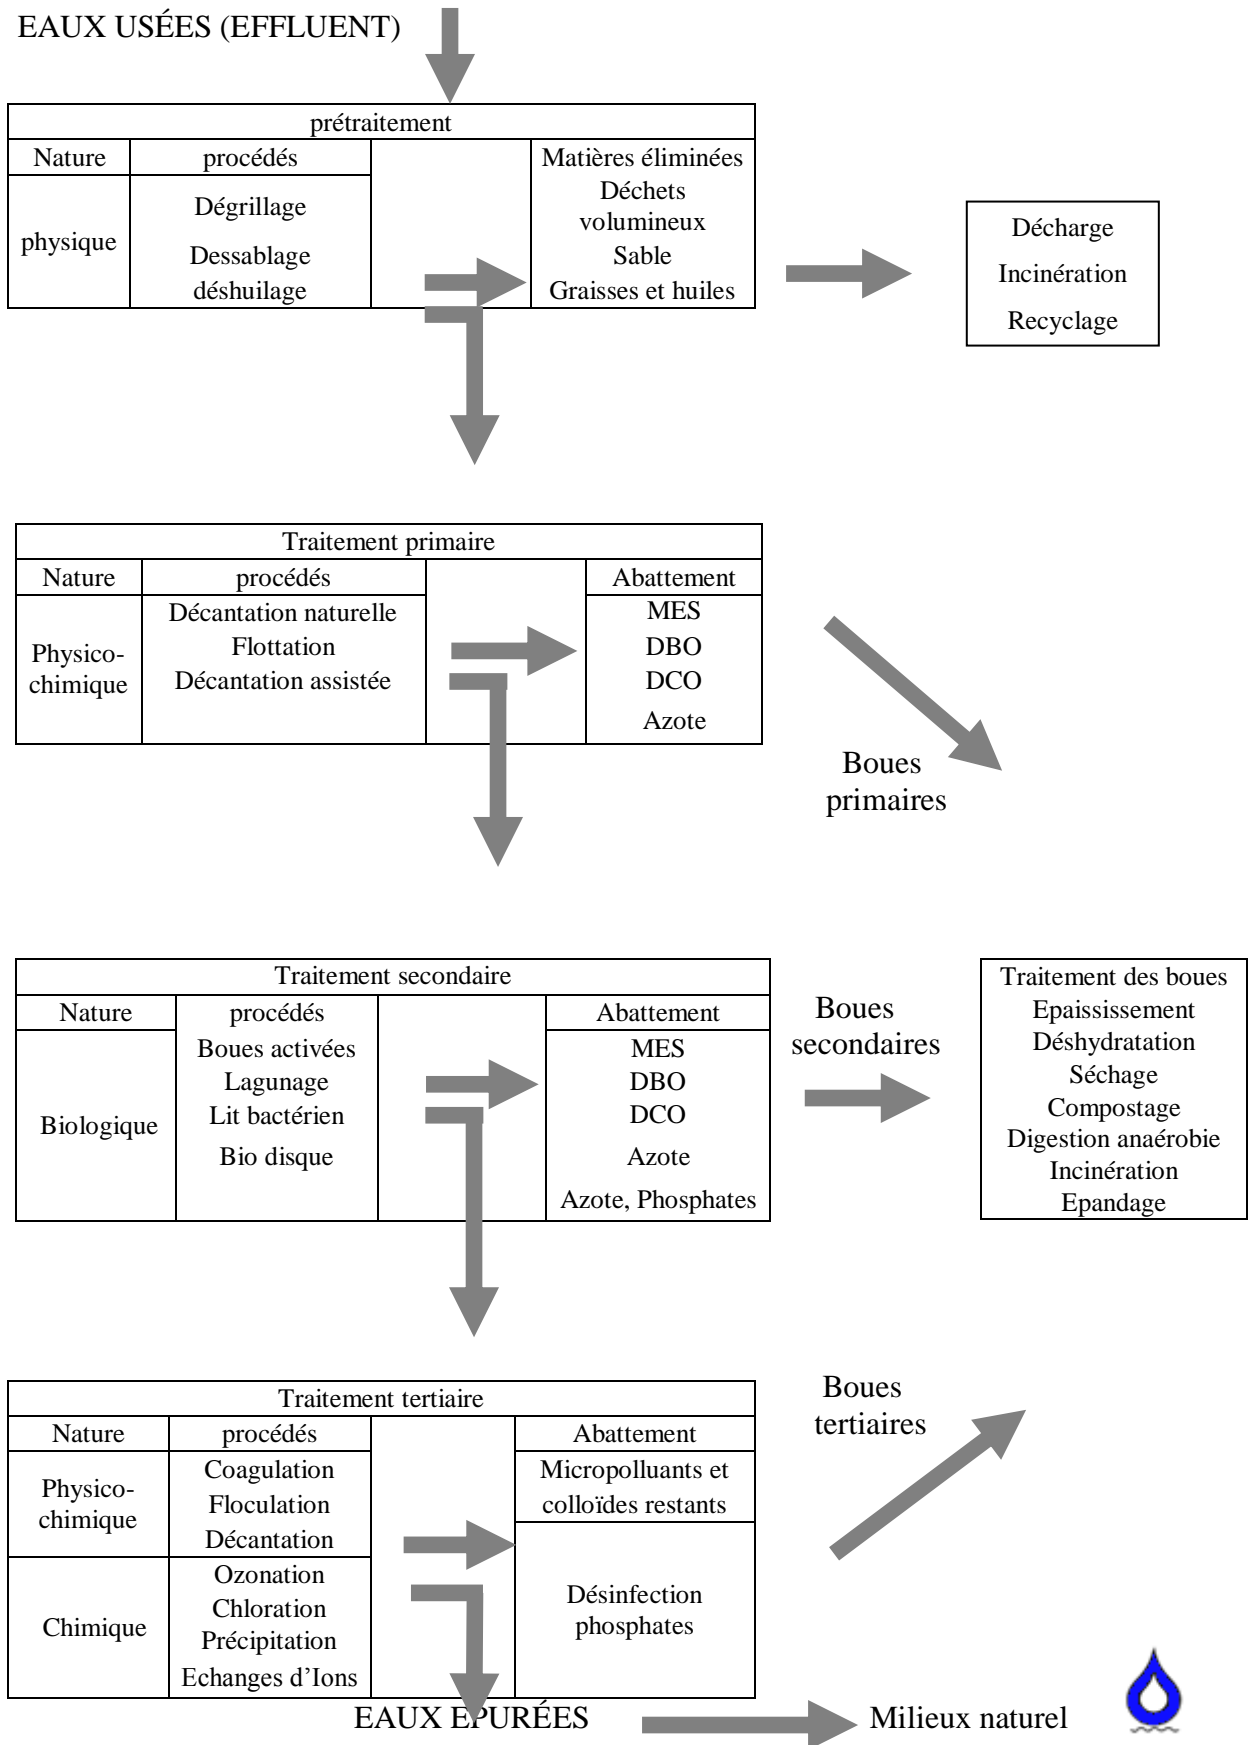 EAUX USÉES (EFFLUENT)
prétraitement
Nature
procédés
Matières éliminées
physique
Dégrillage
Dessablage
déshuilage
Déchets
volumineux
Sable
Graisses et huiles
Décharge
Incinération
Recyclage
Traitement primaire
Nature
procédés
Abattement
Physico-
chimique
Décantation naturelle
Flottation
Décantation assistée
MES
DBO
DCO
Azote
Boues
primaires
Traitement secondaire
Nature
procédés
Abattement
Biologique
Boues activées
Lagunage
Lit bactérien
Bio disque
MES
DBO
DCO
Azote
Azote, Phosphates
Boues
secondaires
Traitement des boues
Epaississement
Déshydratation
Séchage
Compostage
Digestion anaérobie
Incinération
Epandage
Traitement tertiaire
Nature
procédés
Abattement
Physico-
chimique
Coagulation
Floculation
Décantation
Micropolluants et
colloïdes restants
Chimique
Ozonation
Chloration
Précipitation
Echanges d’Ions
Désinfection
phosphates
Boues
tertiaires
EAUX EPURÉES
Milieux naturel